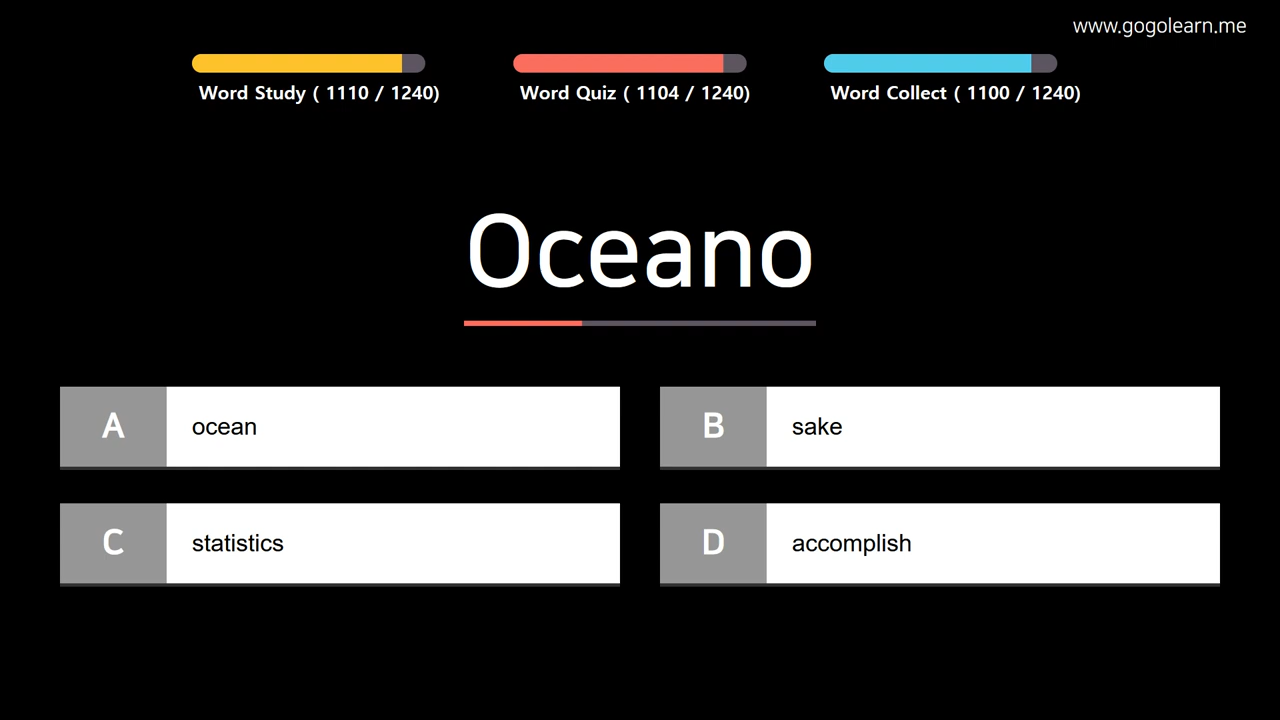 www.gogolearn.me
Word Study ( 1110 / 1240)
Word Quiz ( 1104 / 1240)
Word Collect ( 1100 / 1240)
Oceano
A ocean
B sake
C statistics
D accomplish